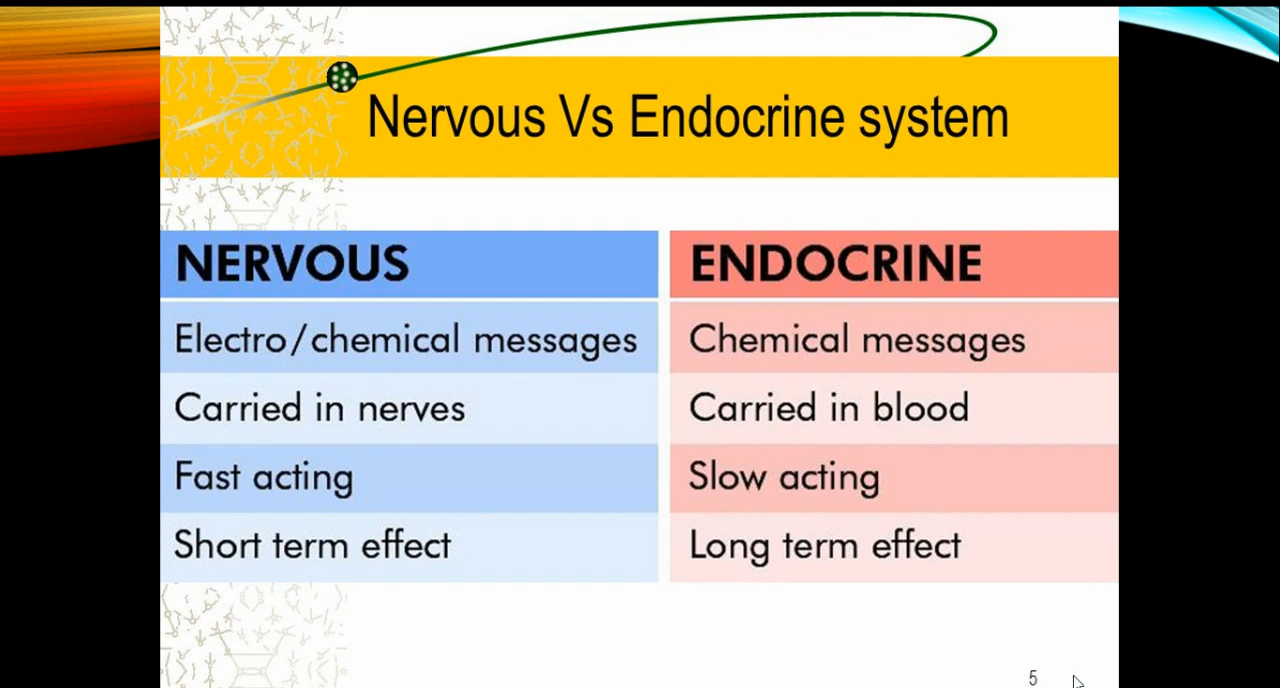 Nervous Vs Endocrine system
NERVOUS ENDOCRINE
Electro/chemical messages Chemical messages
Carried in nerves Carried in blood
Fast acting Slow acting
Short term effect Long term effect
5